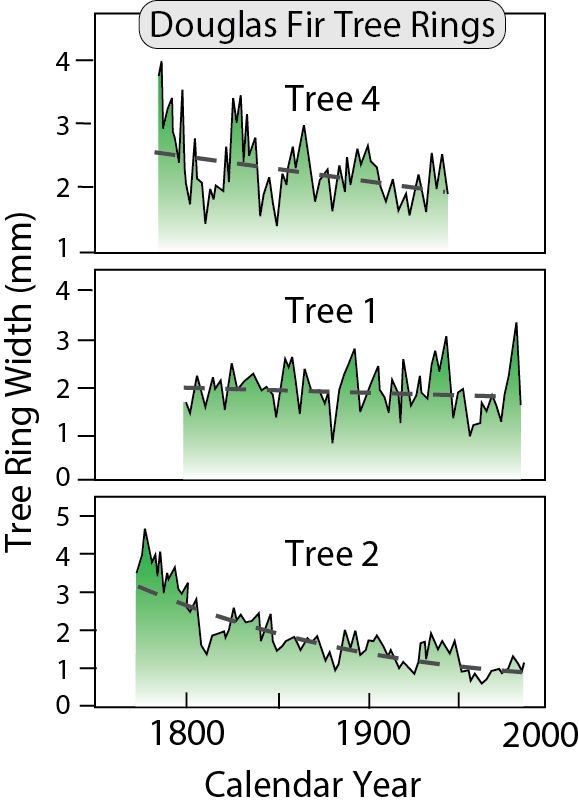 Douglas Fir Tree Rings
Tree 4
4
3
2
1
Tree 1
4
3
2
1
0
Tree 2
5
4
3
2
1
0
Tree Ring Width (mm)
1800 1900 2000
Calendar Year